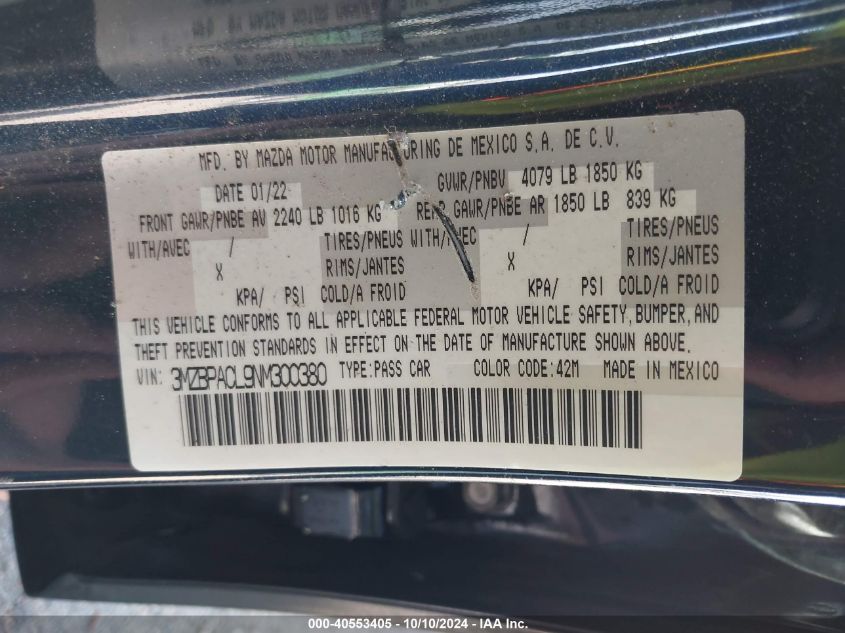 MFD. BY MAZDA MOTOR MANUFACTURING DE MEXICO S.A. DE C.V.
DATE 01/22 GVWR/PNBV 4079 LB 1850 KG
FRONT GAWR/PNBE AV 2240 LB 1016 KG REAR GAWR/PNBE AR 1850 LB 839 KG
WITH/AVEC / TIRES/PNEUS WITH/AVEC / TIRES/PNEUS
X RIMS/JANTES X RIMS/JANTES
KPA/ PSI COLD/A FROID KPA/ PSI COLD/A FROID
THIS VEHICLE CONFORMS TO ALL APPLICABLE FEDERAL MOTOR VEHICLE SAFETY, BUMPER, AND
THEFT PREVENTION STANDARDS IN EFFECT ON THE DATE OF MANUFACTURE SHOWN ABOVE.
VIN: 3MZBPACL9NM300380 TYPE:PASS CAR COLOR CODE:42M MADE IN MEXICO
000-40553405 - 10/10/2024 - IAA Inc.